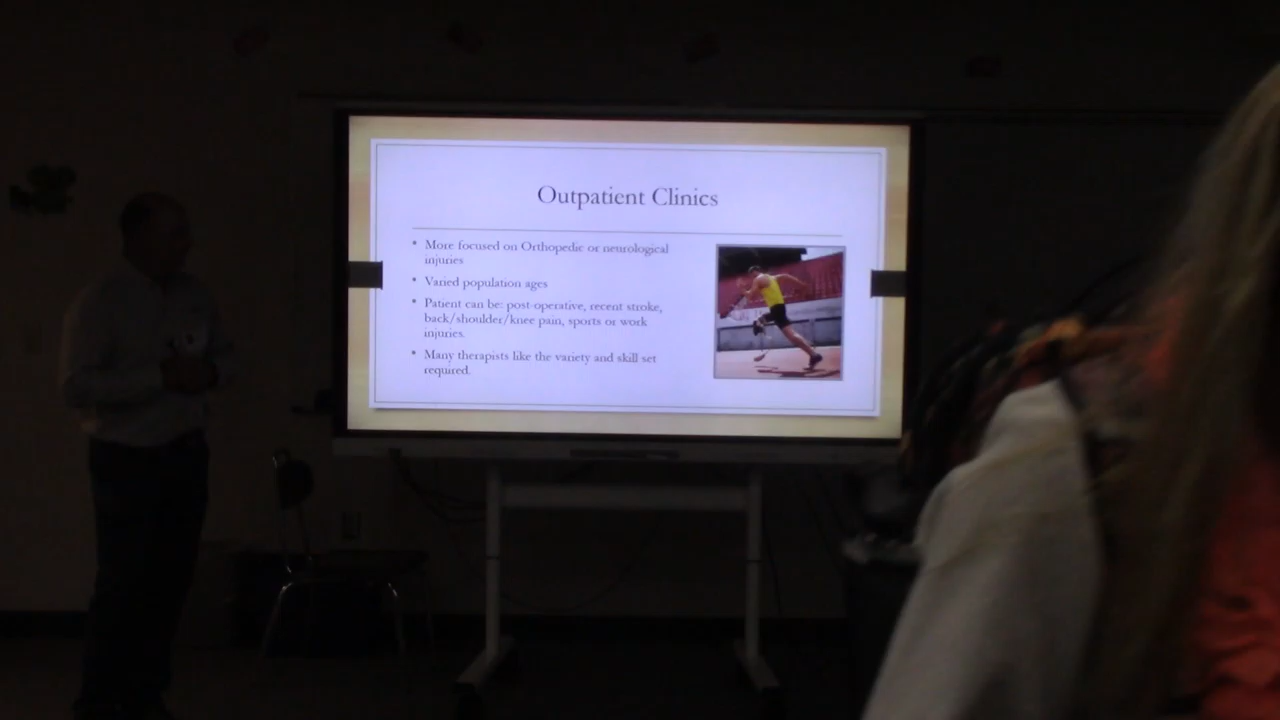 Outpatient Clinics
• More focused on Orthopedic or neurological
injuries
• Varied population ages
• Patient can be: post-operative, recent stroke,
back/shoulder/knee pain, sports or work
injuries.
• Many therapists like the variety and skill set
required.